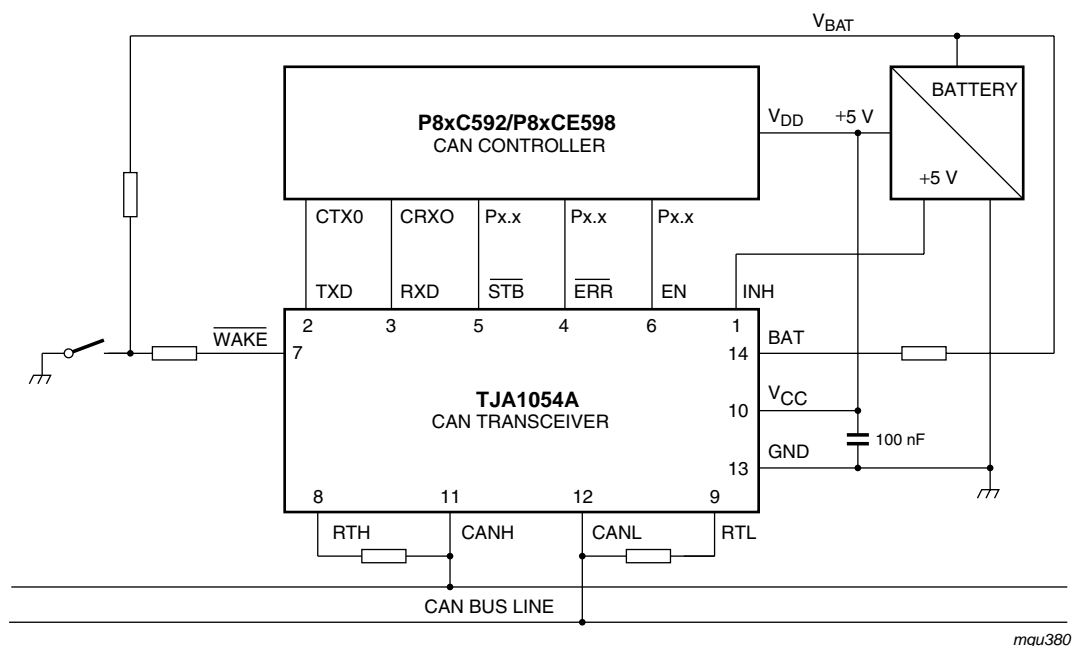 VBAT
BATTERY
P8xC592/P8xCE598
CAN CONTROLLER
VDD
+5 V
+5 V
CTX0
CRXO
Px.x
Px.x
Px.x
TXD
RXD
STB
ERR
EN
INH
2
3
5
4
6
1
WAKE
7
14
BAT
TJA1054A
CAN TRANSCEIVER
10
VCC
100 nF
13
GND
8
11
12
9
RTH
CANH
CANL
RTL
CAN BUS LINE
mgu380